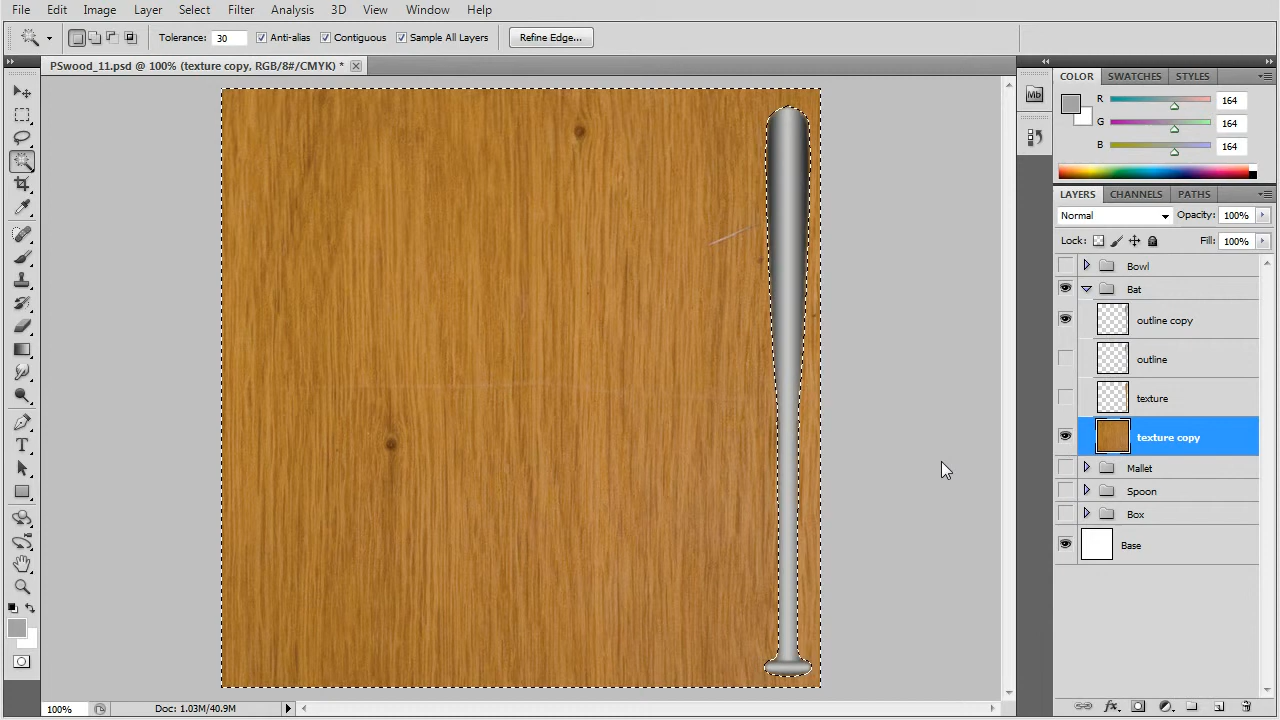 File Edit Image Layer Select Filter Analysis 3D View Window Help
Tolerance: 30 Anti-alias Contiguous Sample All Layers Refine Edge...
PSwood_11.psd @ 100% (texture copy, RGB/8#/CMYK) *
COLOR SWATCHES STYLES
Mb
R 164
G 164
B 164
LAYERS CHANNELS PATHS
Normal Opacity: 100%
Lock: Fill: 100%
Bowl
Bat
outline copy
outline
texture
texture copy
Mallet
Spoon
Box
Base
T
fx
100% Doc: 1.03M/40.9M